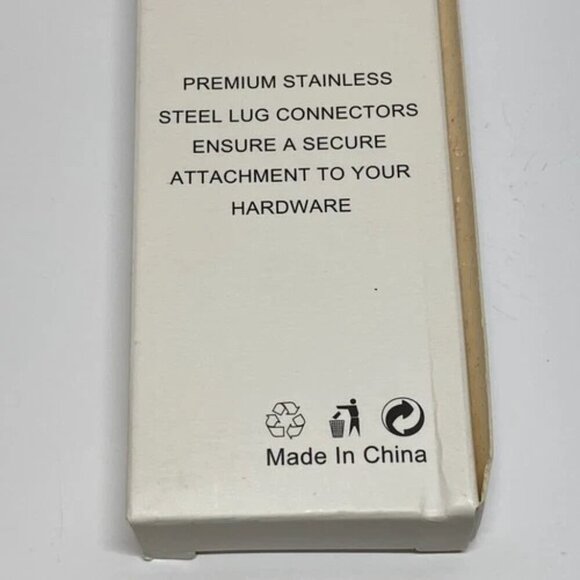 PREMIUM STAINLESS
STEEL LUG CONNECTORS
ENSURE A SECURE
ATTACHMENT TO YOUR
HARDWARE
Made In China